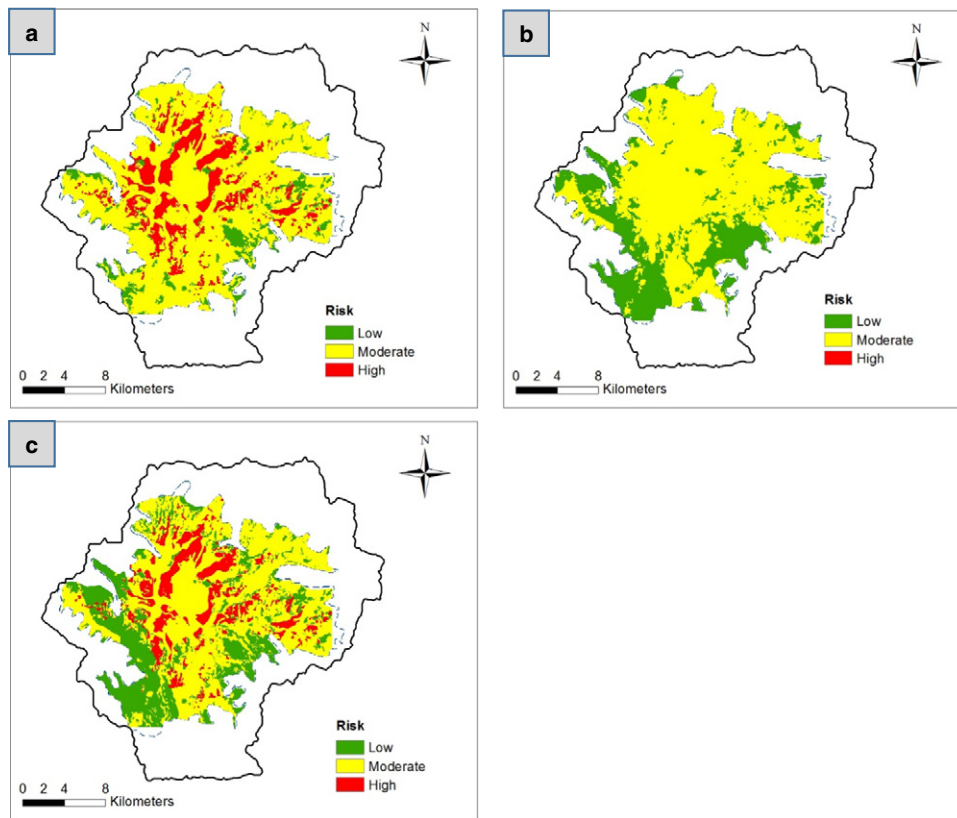 a
N
Risk
Low
Moderate
High
0 2 4 8
Kilometers
b
N
Risk
Low
Moderate
High
0 2 4 8
Kilometers
c
N
Risk
Low
Moderate
High
0 2 4 8
Kilometers